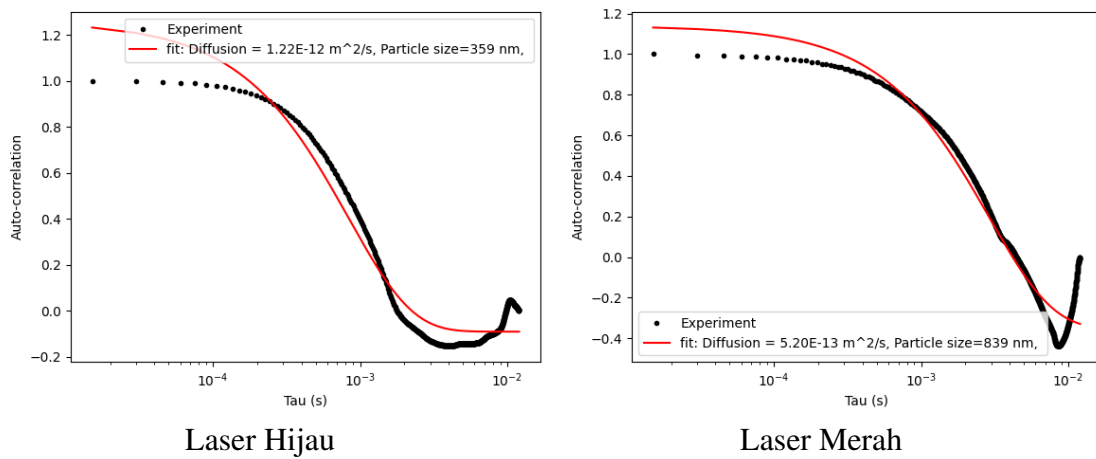 Experiment
fit: Diffusion = 1.22E-12 m^2/s, Particle size=359 nm,
Auto-correlation
1.2
1.0
0.8
0.6
0.4
0.2
0.0
−0.2
10⁻⁴
10⁻³
10⁻²
Tau (s)
Laser Hijau
Auto-correlation
1.2
1.0
0.8
0.6
0.4
0.2
0.0
−0.2
−0.4
Experiment
fit: Diffusion = 5.20E-13 m^2/s, Particle size=839 nm,
10⁻⁴
10⁻³
10⁻²
Tau (s)
Laser Merah